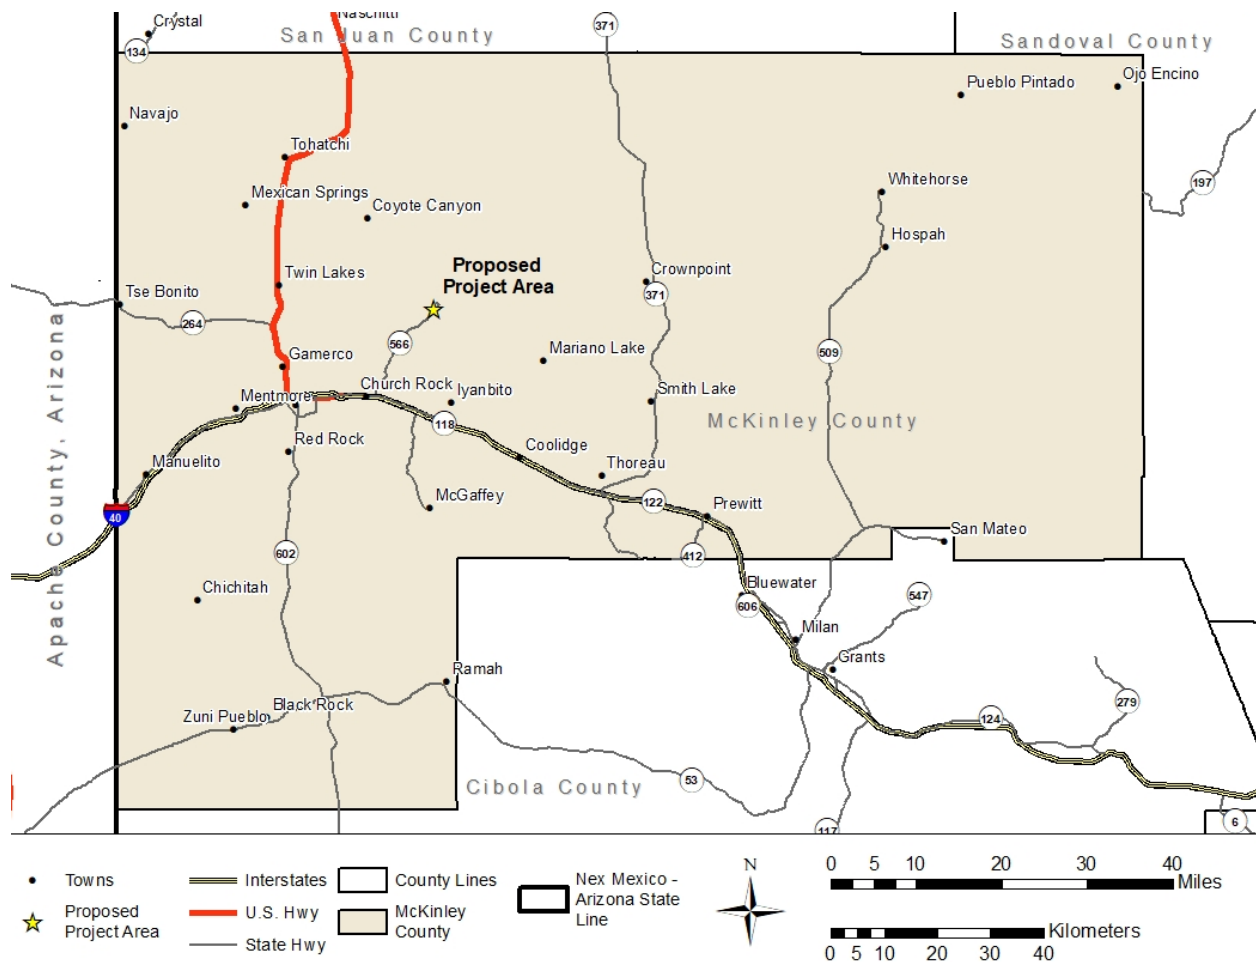 Crystal
Naschitti
134
San Juan County
371
Sandoval County
Pueblo Pintado
Ojo Encino
Navajo
Tohatchi
Mexican Springs
Coyote Canyon
Whitehorse
197
Hospah
Proposed
Project Area
Twin Lakes
Crownpoint
371
Tse Bonito
264
566
Gamerco
Mariano Lake
509
Apache County, Arizona
Mentmore
Church Rock
Iyanbito
Smith Lake
McKinley County
118
Red Rock
Coolidge
Manuelito
Thoreau
McGaffey
122
Prewitt
40
San Mateo
602
412
Chichitah
Bluewater
606
547
Milan
Grants
Ramah
Black Rock
Zuni Pueblo
279
124
53
Cibola County
117
6
Towns
Proposed
Project Area
Interstates
U.S. Hwy
State Hwy
County Lines
McKinley
County
Nex Mexico -
Arizona State
Line
N
0 5 10 20 30 40
Miles
Kilometers
0 5 10 20 30 40